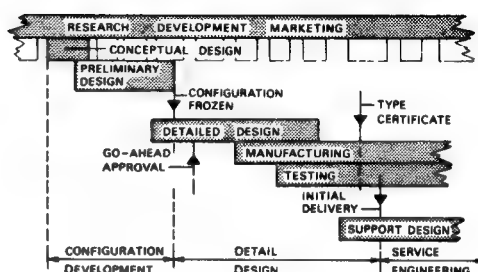 RESEARCH DEVELOPMENT MARKETING
CONCEPTUAL DESIGN
PRELIMINARY
DESIGN
CONFIGURATION
FROZEN
TYPE
CERTIFICATE
DETAILED DESIGN
GO-AHEAD
APPROVAL
MANUFACTURING
TESTING
INITIAL
DELIVERY
SUPPORT DESIGN
CONFIGURATION
DEVELOPMENT
DETAIL
DESIGN
SERVICE
ENGINEERING